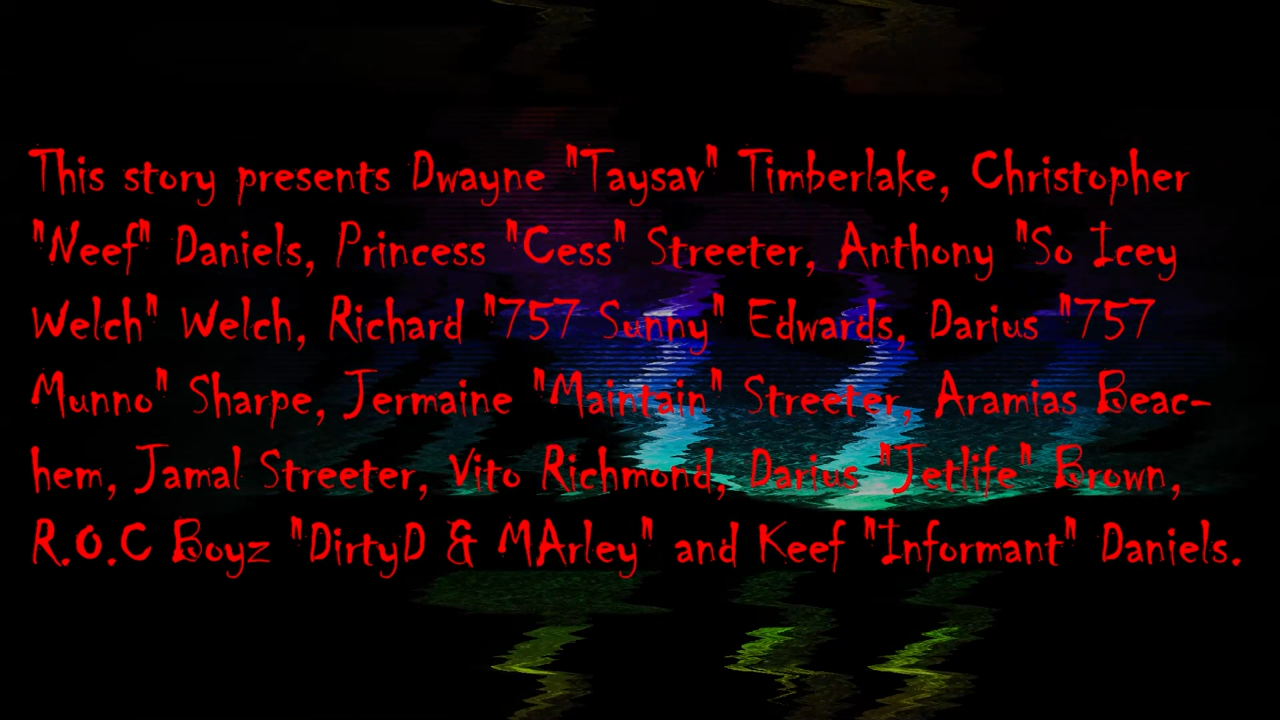 This story presents Dwayne "Taysav" Timberlake, Christopher
"Neef" Daniels, Princess "Cess" Streeter, Anthony "So Icey
Welch" Welch, Richard "757 Sunny" Edwards, Darius "757
Munno" Sharpe, Jermaine "Maintain" Streeter, Aramias Beac-
hem, Jamal Streeter, Vito Richmond, Darius "Jetlife" Brown,
R.O.C Boyz "DirtyD & MArley" and Keef "Informant" Daniels.